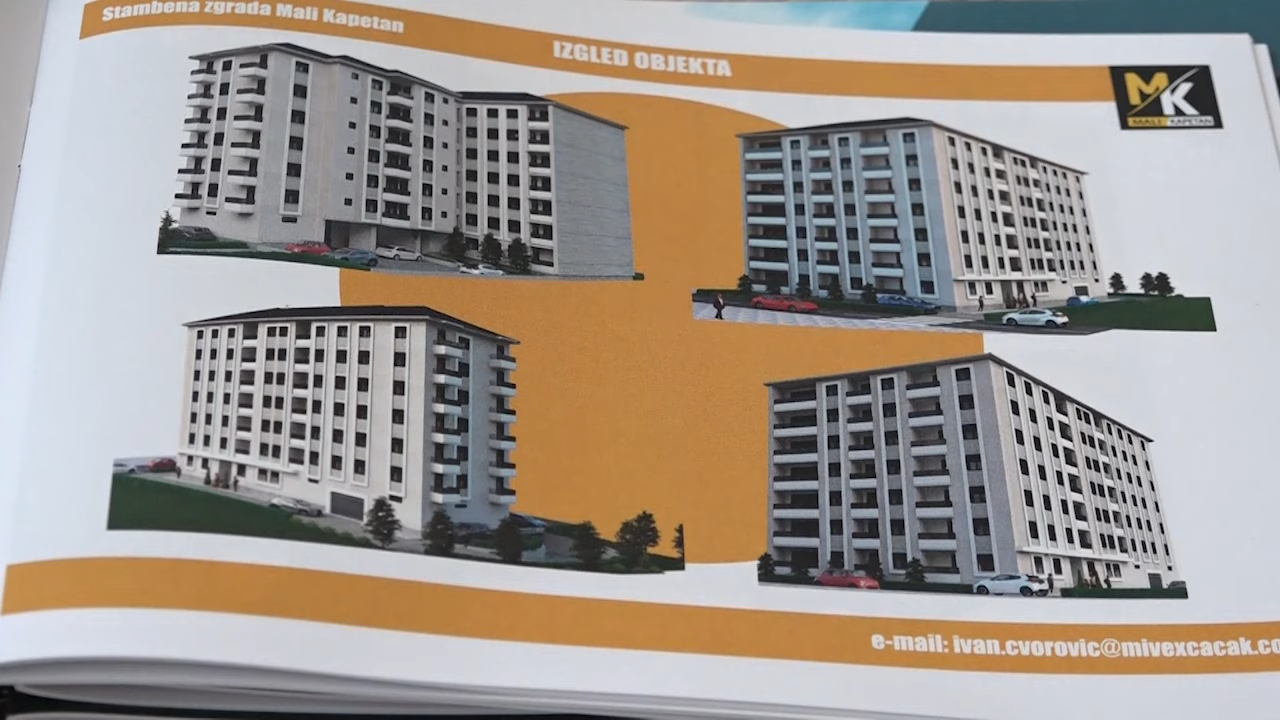 Stambena zgrada Mali Kapetan
IZGLED OBJEKTA
MK
MALI KAPETAN
e-mail: ivan.cvorovic@mivexcacak.co